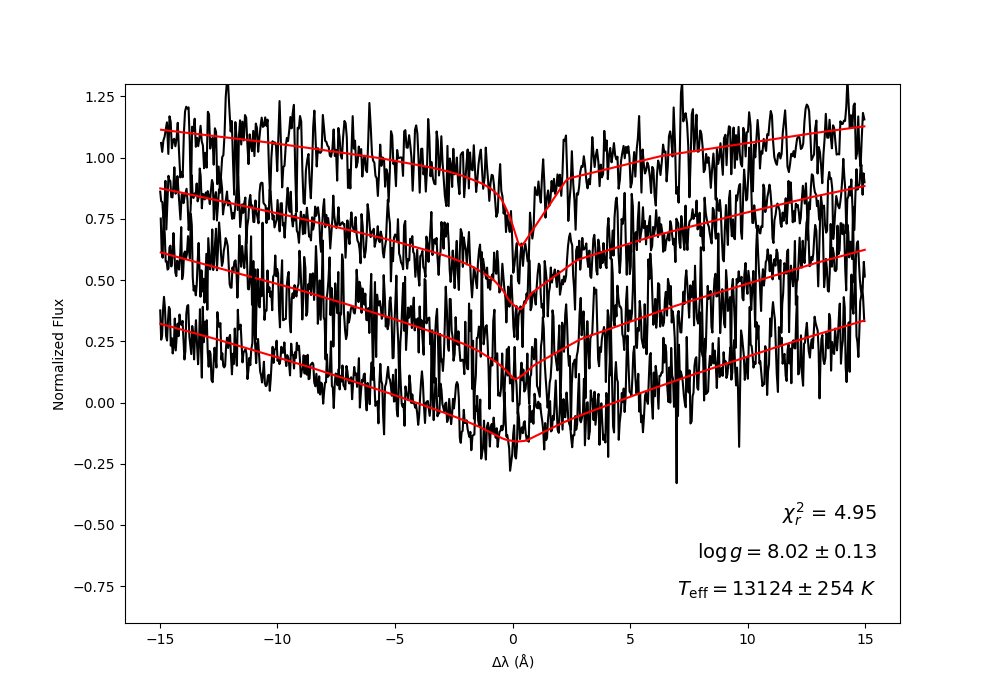 1.25
1.00
0.75
0.50
0.25
0.00
−0.25
−0.50
−0.75
Normalized Flux
χ²ᵣ = 4.95
log g = 8.02 ± 0.13
T_eff = 13124 ± 254 K
−15 −10 −5 0 5 10 15
Δλ (Å)